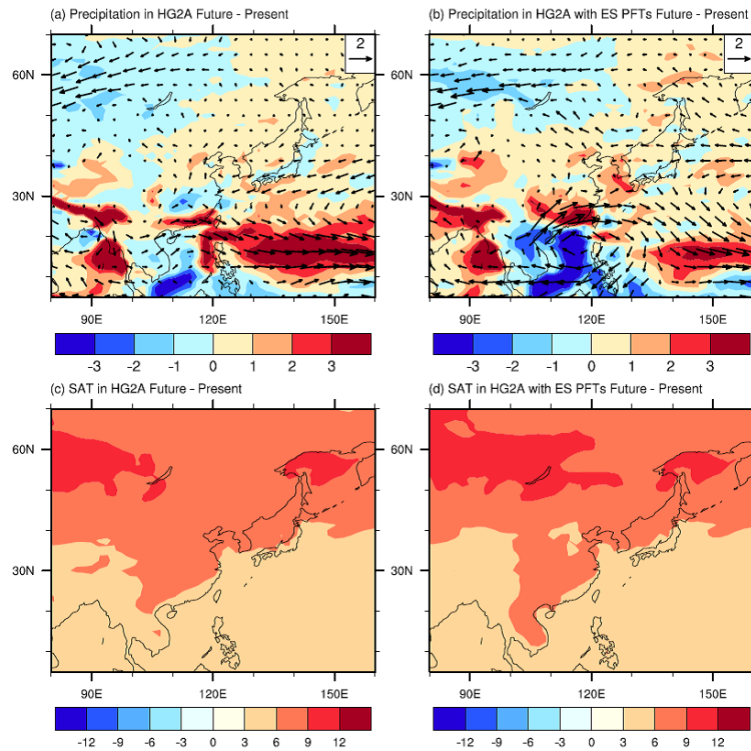 (a) Precipitation in HG2A Future - Present
(b) Precipitation in HG2A with ES PFTs Future - Present
2
2
60N
60N
30N
30N
90E 120E 150E
90E 120E 150E
-3 -2 -1 0 1 2 3
-3 -2 -1 0 1 2 3
(c) SAT in HG2A Future - Present
(d) SAT in HG2A with ES PFTs Future - Present
60N
60N
30N
30N
90E 120E 150E
90E 120E 150E
-12 -9 -6 -3 0 3 6 9 12
-12 -9 -6 -3 0 3 6 9 12